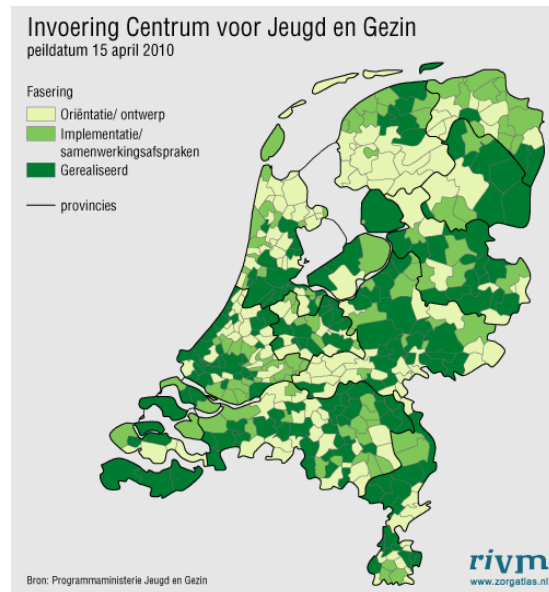 Invoering Centrum voor Jeugd en Gezin
peildatum 15 april 2010
Fasering
Oriëntatie/ ontwerp
Implementatie/
samenwerkingsafspraken
Gerealiseerd
provincies
Bron: Programmaministerie Jeugd en Gezin
rivm
www.zorgatlas.nl